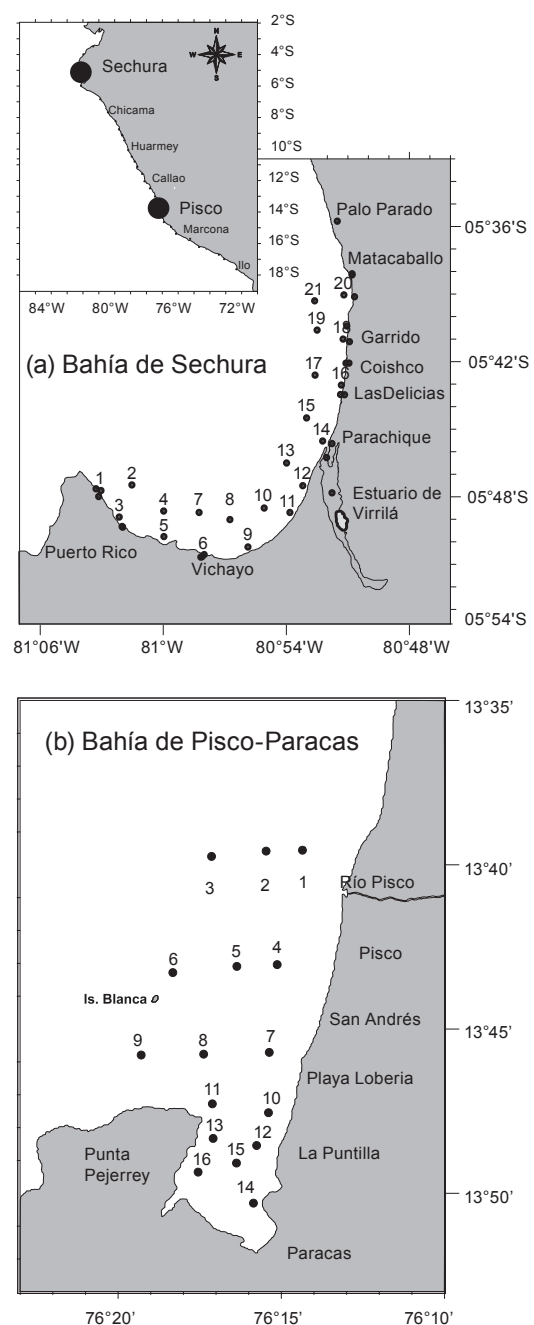 2°S
N
4°S
W E
Sechura
6°S
S
8°S
Chicama
10°S
Huarmey
Callao
12°S
Pisco
14°S
Marcona
16°S
Ilo
18°S
84°W 80°W 76°W 72°W
Palo Parado
05°36'S
Matacaballo
21 20
19 18
Garrido
05°42'S
(a) Bahía de Sechura
17
Coishco
16
LasDelicias
15
14
Parachique
13
12
1 2
Estuario de
Virrilá
05°48'S
3 4 7 8 10 11
5 6 9
Puerto Rico
Vichayo
05°54'S
81°06'W 81°W 80°54'W 80°48'W
13°35'
(b) Bahía de Pisco-Paracas
13°40'
3 2 1
Río Pisco
6 5 4
Pisco
Is. Blanca
San Andrés
13°45'
9 8 7
Playa Loberia
11 10
13 12
Punta
Pejerrey
La Puntilla
16 15
14
13°50'
Paracas
76°20' 76°15' 76°10'